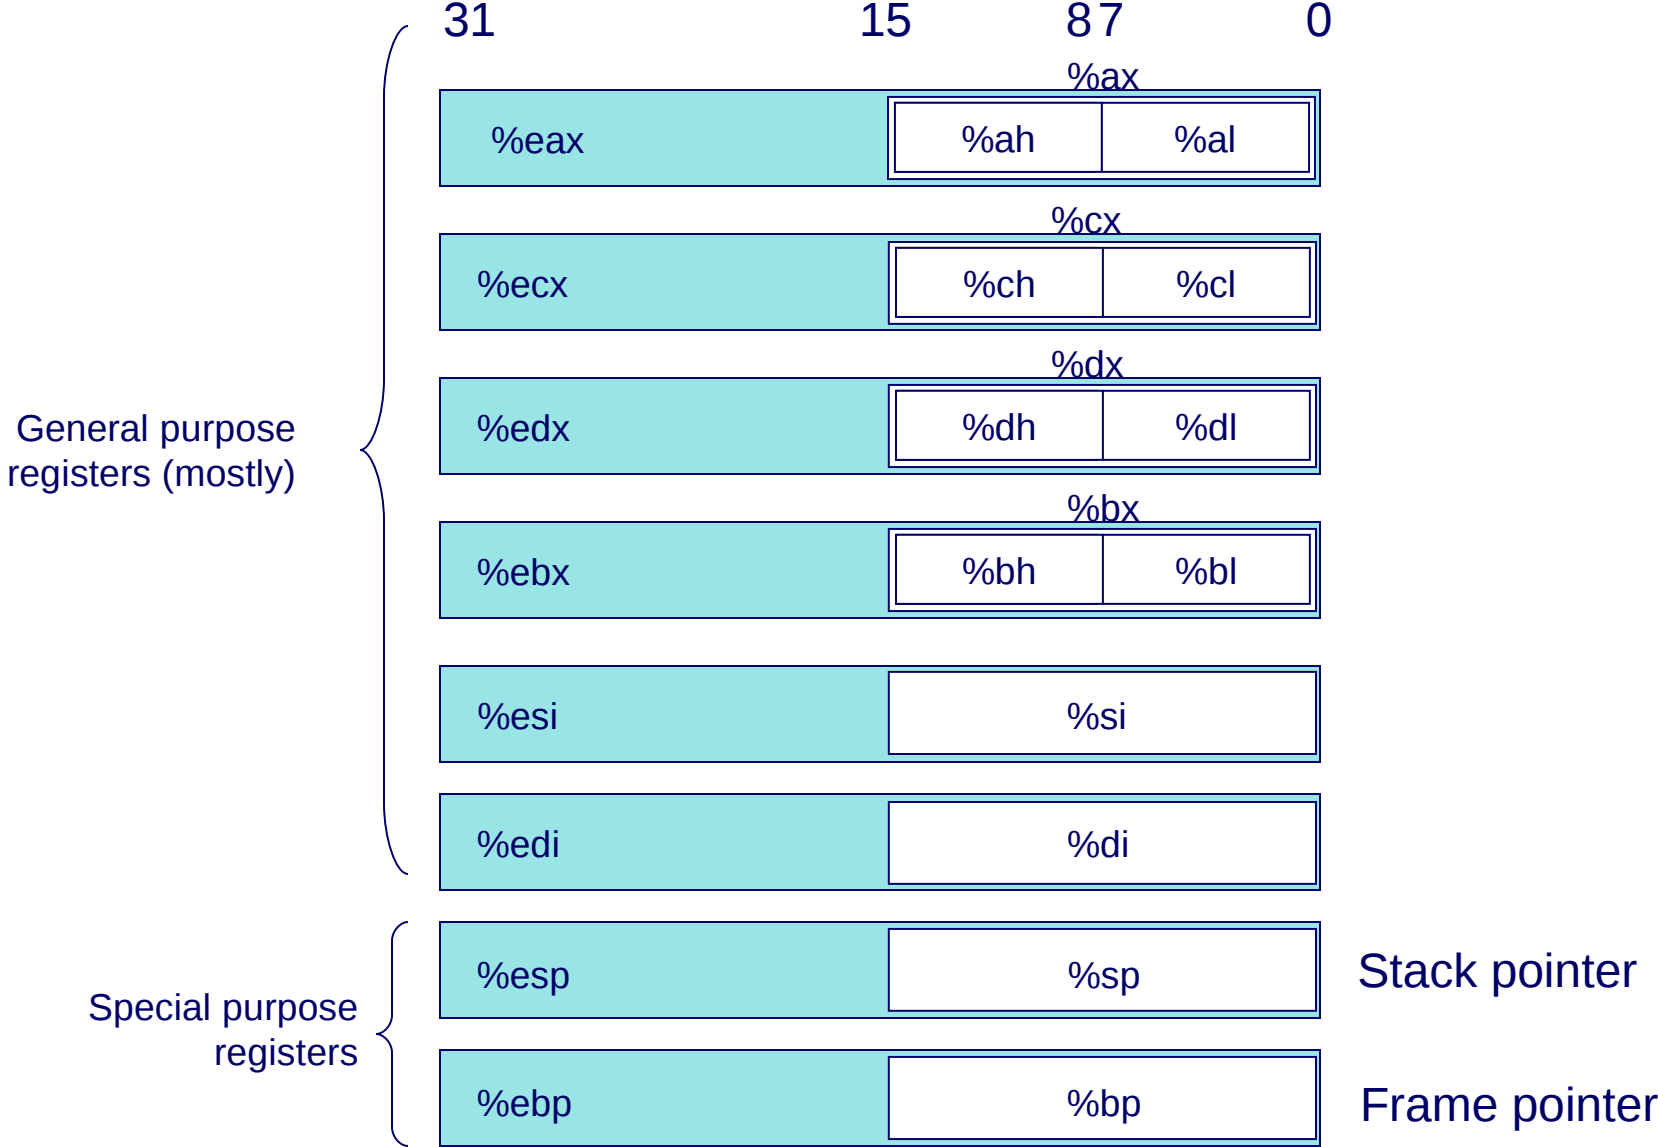 31 15 8 7 0
%ax
%eax %ah %al
%cx
%ecx %ch %cl
%dx
%edx %dh %dl
General purpose
registers (mostly)
%bx
%ebx %bh %bl
%esi %si
%edi %di
%esp %sp Stack pointer
Special purpose
registers
%ebp %bp Frame pointer